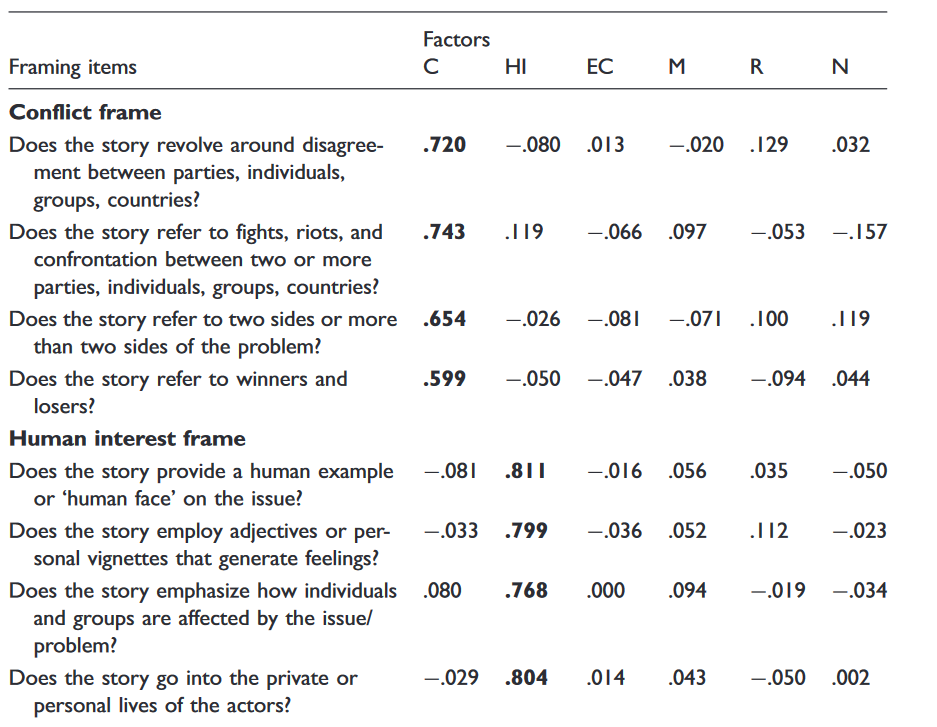 Factors
Framing items C HI EC M R N
Conflict frame
Does the story revolve around disagree- .720 −.080 .013 −.020 .129 .032
ment between parties, individuals,
groups, countries?
Does the story refer to fights, riots, and .743 .119 −.066 .097 −.053 −.157
confrontation between two or more
parties, individuals, groups, countries?
Does the story refer to two sides or more .654 −.026 −.081 −.071 .100 .119
than two sides of the problem?
Does the story refer to winners and .599 −.050 −.047 .038 −.094 .044
losers?
Human interest frame
Does the story provide a human example −.081 .811 −.016 .056 .035 −.050
or ‘human face’ on the issue?
Does the story employ adjectives or per- −.033 .799 −.036 .052 .112 −.023
sonal vignettes that generate feelings?
Does the story emphasize how individuals .080 .768 .000 .094 −.019 −.034
and groups are affected by the issue/
problem?
Does the story go into the private or −.029 .804 .014 .043 −.050 .002
personal lives of the actors?